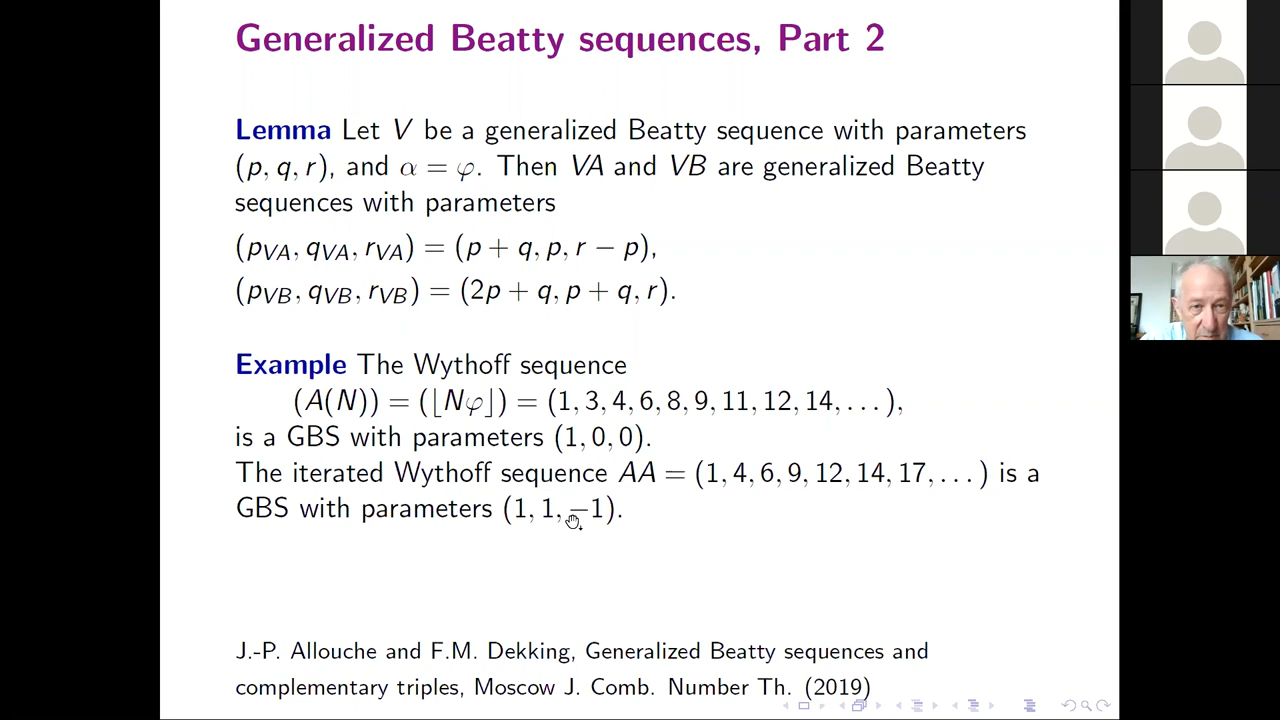 Generalized Beatty sequences, Part 2
Lemma Let V be a generalized Beatty sequence with parameters
(p, q, r), and α = φ. Then VA and VB are generalized Beatty
sequences with parameters
(p_VA, q_VA, r_VA) = (p + q, p, r − p),
(p_VB, q_VB, r_VB) = (2p + q, p + q, r).
Example The Wythoff sequence
(A(N)) = (⌊Nφ⌋) = (1, 3, 4, 6, 8, 9, 11, 12, 14, . . . ),
is a GBS with parameters (1, 0, 0).
The iterated Wythoff sequence AA = (1, 4, 6, 9, 12, 14, 17, . . . ) is a
GBS with parameters (1, 1, −1).
J.-P. Allouche and F.M. Dekking, Generalized Beatty sequences and
complementary triples, Moscow J. Comb. Number Th. (2019)